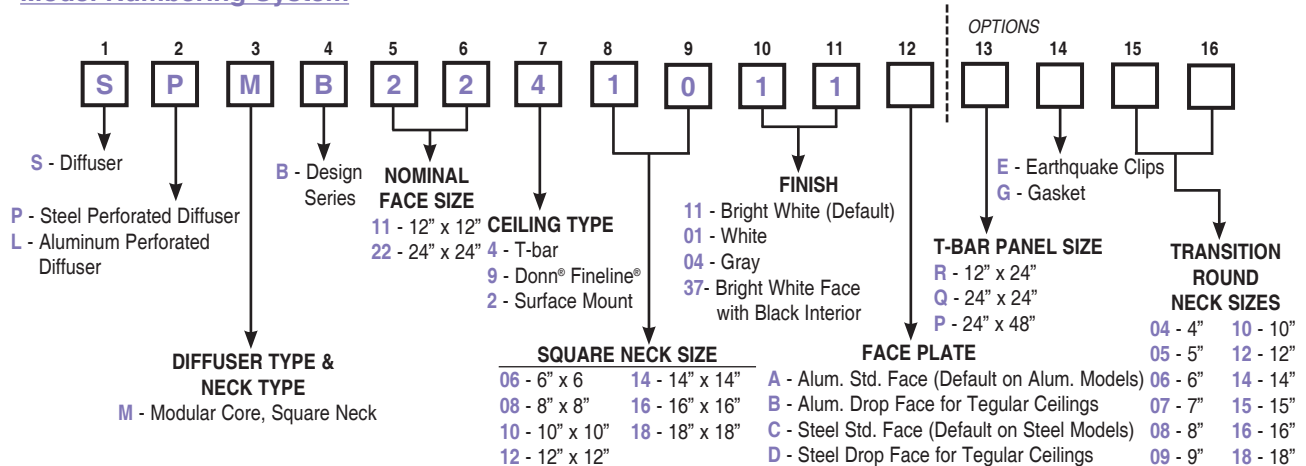 Model Numbering System
OPTIONS
1 2 3 4 5 6 7 8 9 10 11 12 13 14 15 16
S P M B 2 2 4 1 0 1 1
S - Diffuser
P - Steel Perforated Diffuser
L - Aluminum Perforated
Diffuser
DIFFUSER TYPE &
NECK TYPE
M - Modular Core, Square Neck
B - Design
Series
NOMINAL
FACE SIZE
11 - 12” x 12”
22 - 24” x 24”
CEILING TYPE
4 - T-bar
9 - Donn® Fineline®
2 - Surface Mount
SQUARE NECK SIZE
06 - 6” x 6
08 - 8” x 8”
10 - 10” x 10”
12 - 12” x 12”
14 - 14” x 14”
16 - 16” x 16”
18 - 18” x 18”
FINISH
11 - Bright White (Default)
01 - White
04 - Gray
37- Bright White Face
with Black Interior
FACE PLATE
A - Alum. Std. Face (Default on Alum. Models)
B - Alum. Drop Face for Tegular Ceilings
C - Steel Std. Face (Default on Steel Models)
D - Steel Drop Face for Tegular Ceilings
T-BAR PANEL SIZE
R - 12” x 24”
Q - 24” x 24”
P - 24” x 48”
E - Earthquake Clips
G - Gasket
TRANSITION
ROUND
NECK SIZES
04 - 4”
05 - 5”
06 - 6”
07 - 7”
08 - 8”
09 - 9”
10 - 10”
12 - 12”
14 - 14”
15 - 15”
16 - 16”
18 - 18”